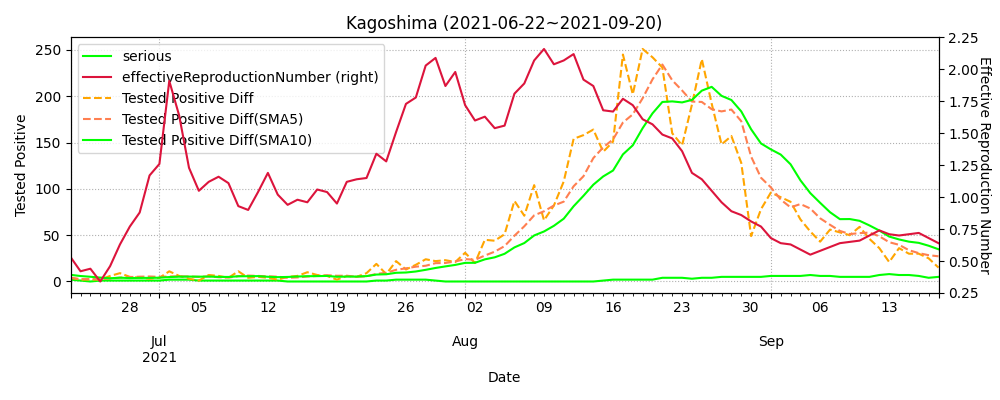 Kagoshima (2021-06-22~2021-09-20)
serious
effectiveReproductionNumber (right)
Tested Positive Diff
Tested Positive Diff(SMA5)
Tested Positive Diff(SMA10)
Tested Positive
250
200
150
100
50
0
2.25
2.00
1.75
1.50
1.25
1.00
0.75
0.50
0.25
Effective Reproduction Number
28 05 12 19 26 02 09 16 23 30 06 13
Jul Aug Sep
2021
Date